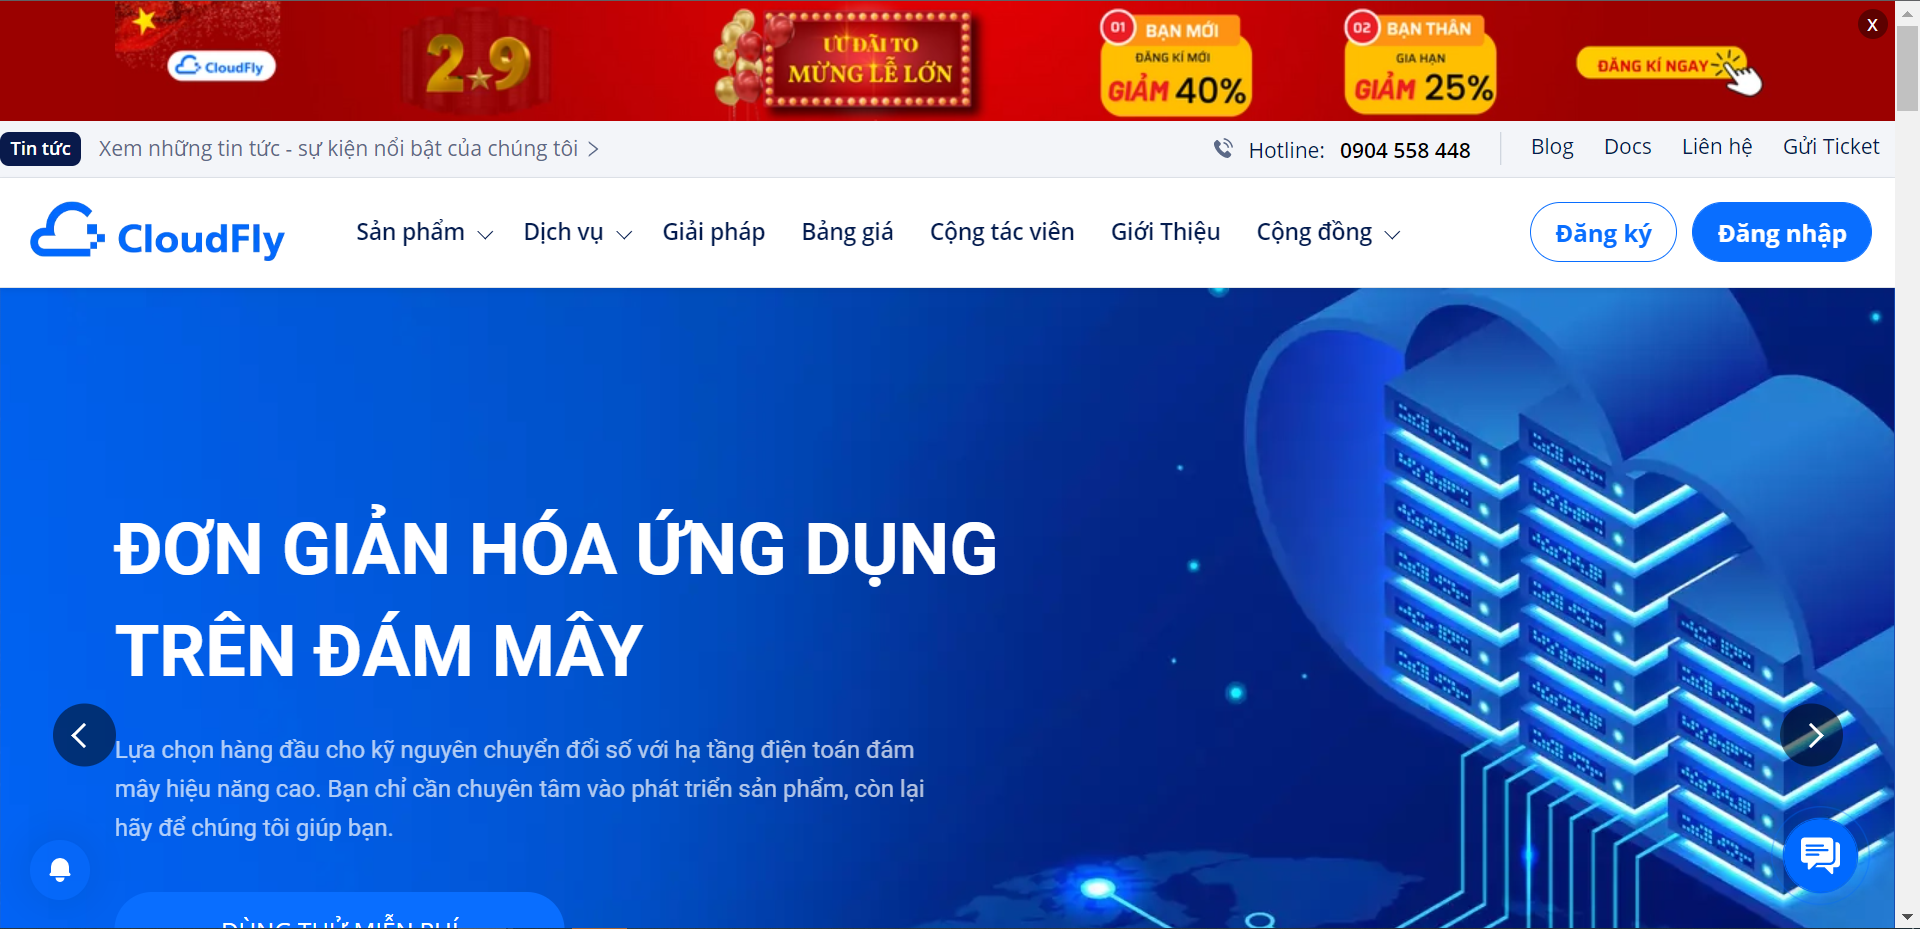 CloudFly
2★9
ƯU ĐÃI TO
MỪNG LỄ LỚN
01 BẠN MỚI
ĐĂNG KÍ MỚI
GIẢM 40%
02 BẠN THÂN
GIA HẠN
GIẢM 25%
ĐĂNG KÍ NGAY
X
Tin tức Xem những tin tức - sự kiện nổi bật của chúng tôi >
Hotline: 0904 558 448 Blog Docs Liên hệ Gửi Ticket
CloudFly Sản phẩm Dịch vụ Giải pháp Bảng giá Cộng tác viên Giới Thiệu Cộng đồng Đăng ký Đăng nhập
ĐƠN GIẢN HÓA ỨNG DỤNG
TRÊN ĐÁM MÂY
Lựa chọn hàng đầu cho kỹ nguyên chuyển đổi số với hạ tầng điện toán đám
mây hiệu năng cao. Bạn chỉ cần chuyên tâm vào phát triển sản phẩm, còn lại
hãy để chúng tôi giúp bạn.
DÙNG THỬ MIỄN PHÍ